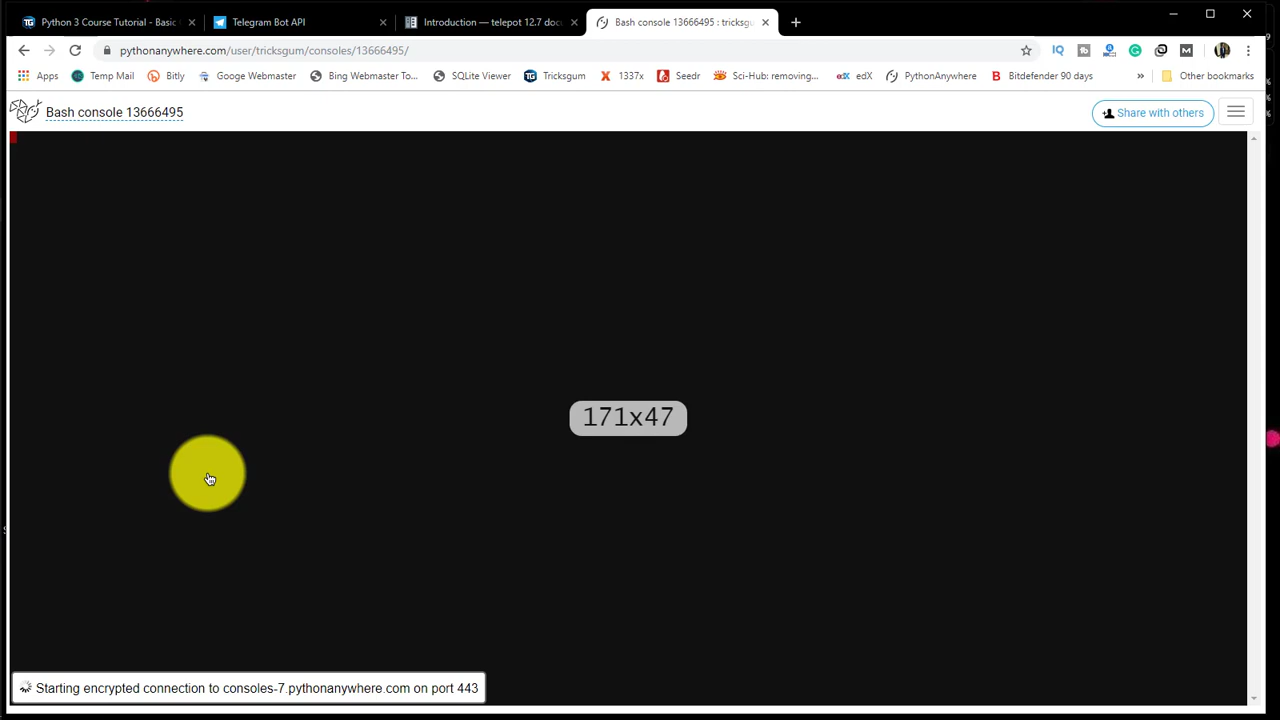 Python 3 Course Tutorial - Basic
Telegram Bot API
Introduction — telepot 12.7 doc
Bash console 13666495 : tricksgu
pythonanywhere.com/user/tricksgum/consoles/13666495/
Apps
Temp Mail
Bitly
Googe Webmaster
Bing Webmaster To...
SQLite Viewer
Tricksgum
1337x
Seedr
Sci-Hub: removing...
edX
PythonAnywhere
Bitdefender 90 days
»
Other bookmarks
Bash console 13666495
Share with others
171x47
Starting encrypted connection to consoles-7.pythonanywhere.com on port 443